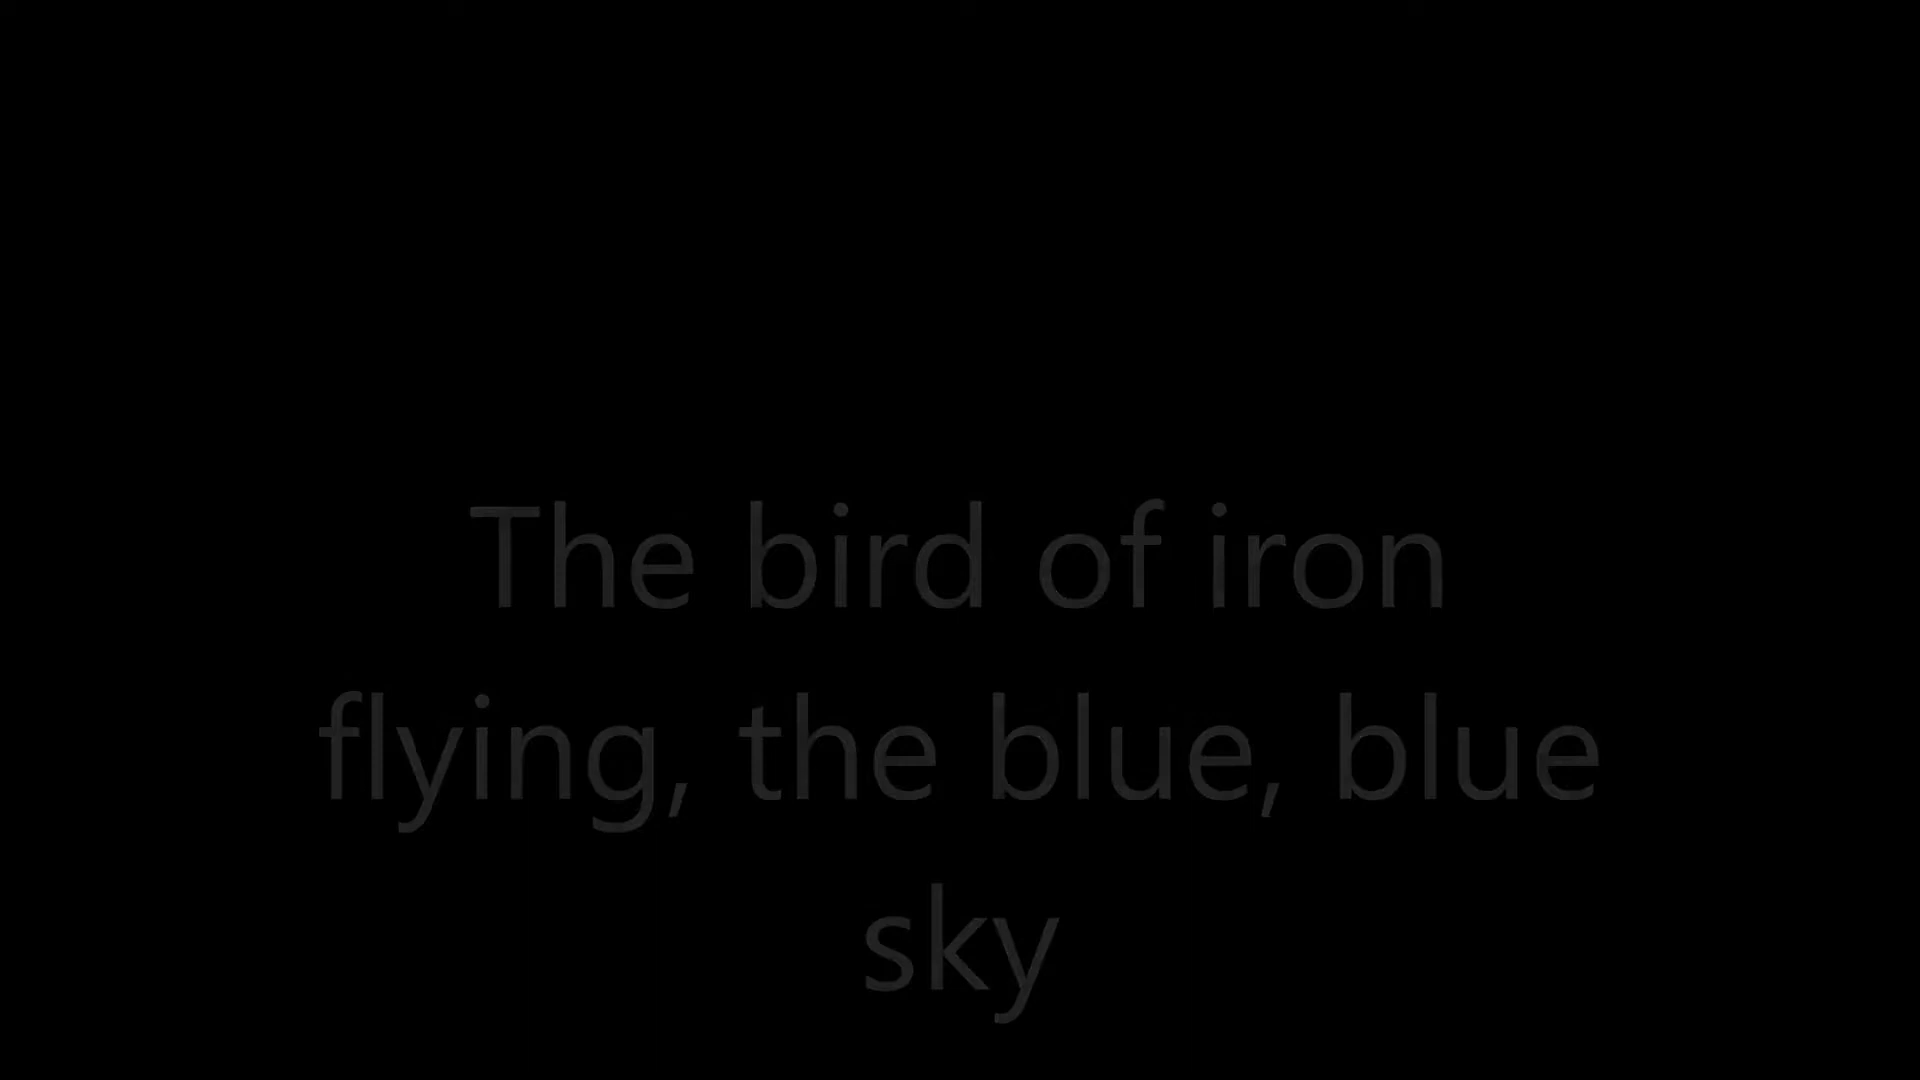 The bird of iron
flying, the blue, blue
sky